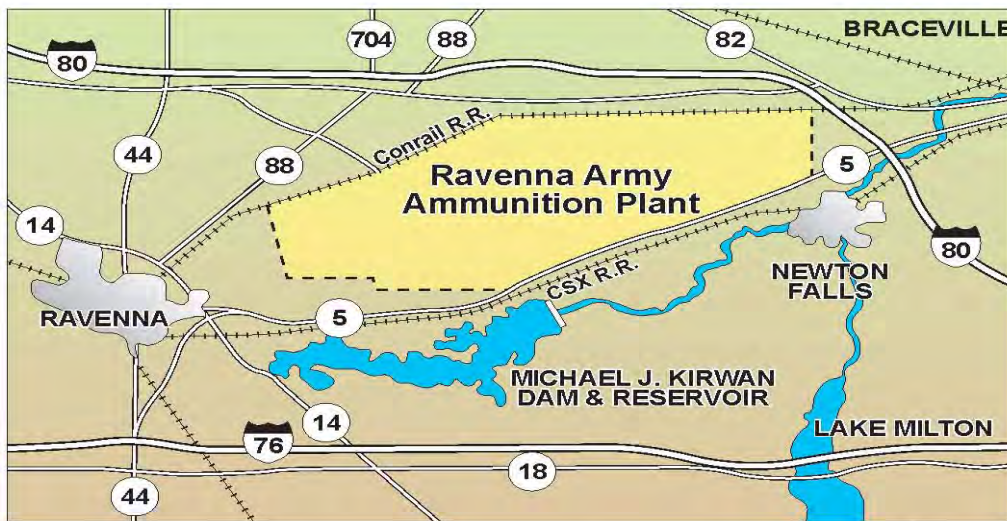 BRACEVILLE
80
704
88
82
Conrail R.R.
44
88
5
Ravenna Army
Ammunition Plant
14
80
CSX R.R.
NEWTON
FALLS
RAVENNA
5
MICHAEL J. KIRWAN
DAM & RESERVOIR
LAKE MILTON
76
14
18
44